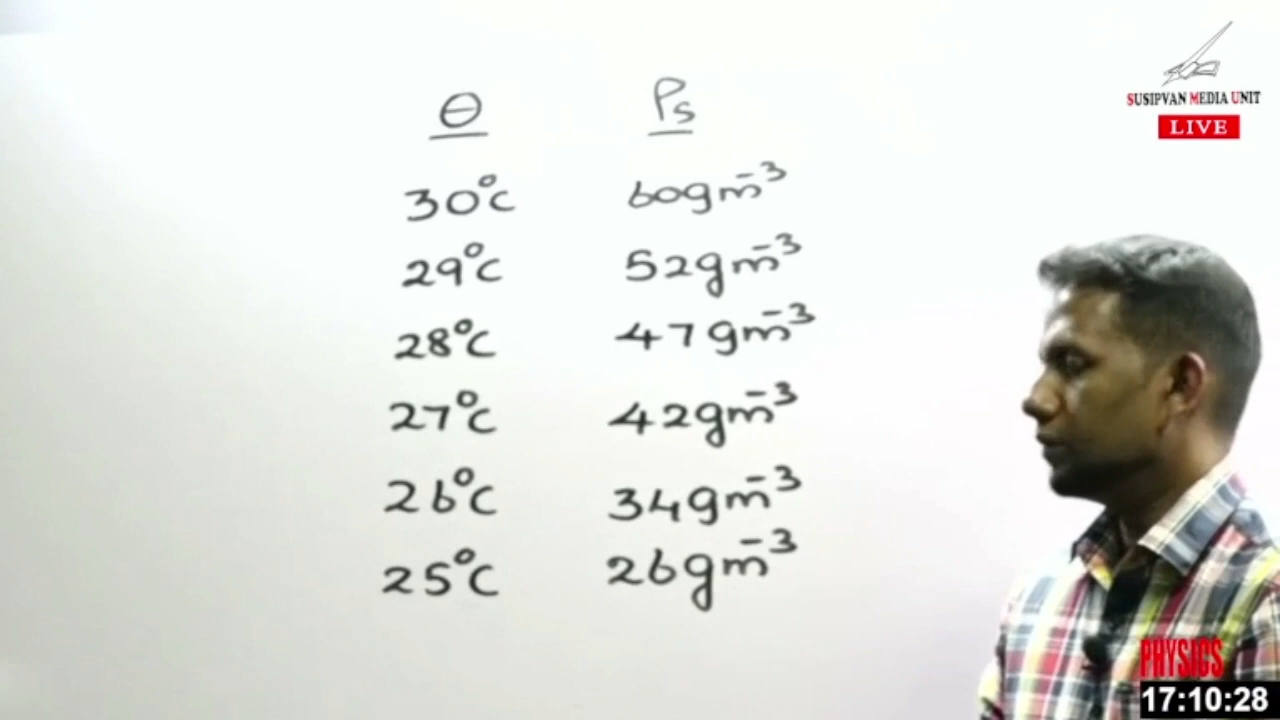 θ Ps
30°C 60gm⁻³
29°C 52gm⁻³
28°C 47gm⁻³
27°C 42gm⁻³
26°C 34gm⁻³
25°C 26gm⁻³
SUSIPVAN MEDIA UNIT
LIVE
PHYSICS
17:10:28